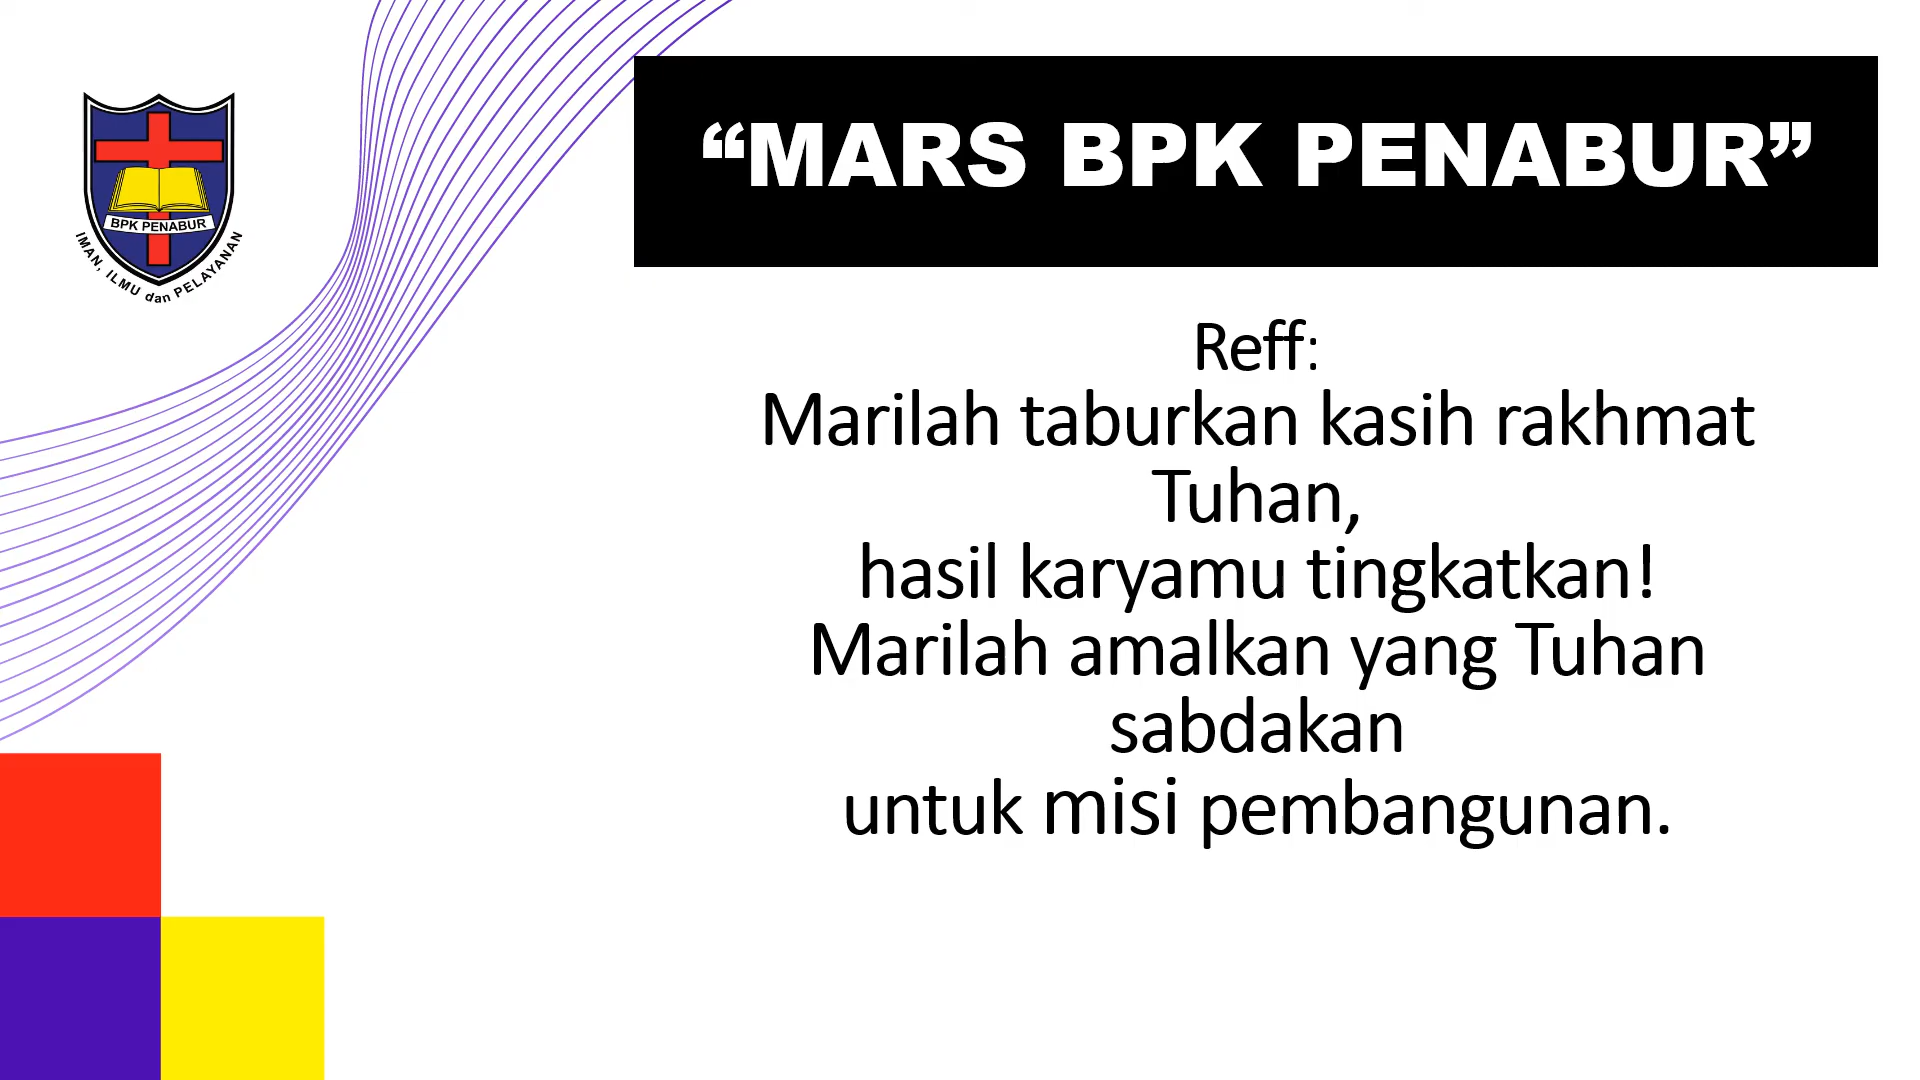 BPK PENABUR
IMAN, ILMU dan PELAYANAN
“MARS BPK PENABUR”
Reff:
Marilah taburkan kasih rakhmat
Tuhan,
hasil karyamu tingkatkan!
Marilah amalkan yang Tuhan
sabdakan
untuk misi pembangunan.